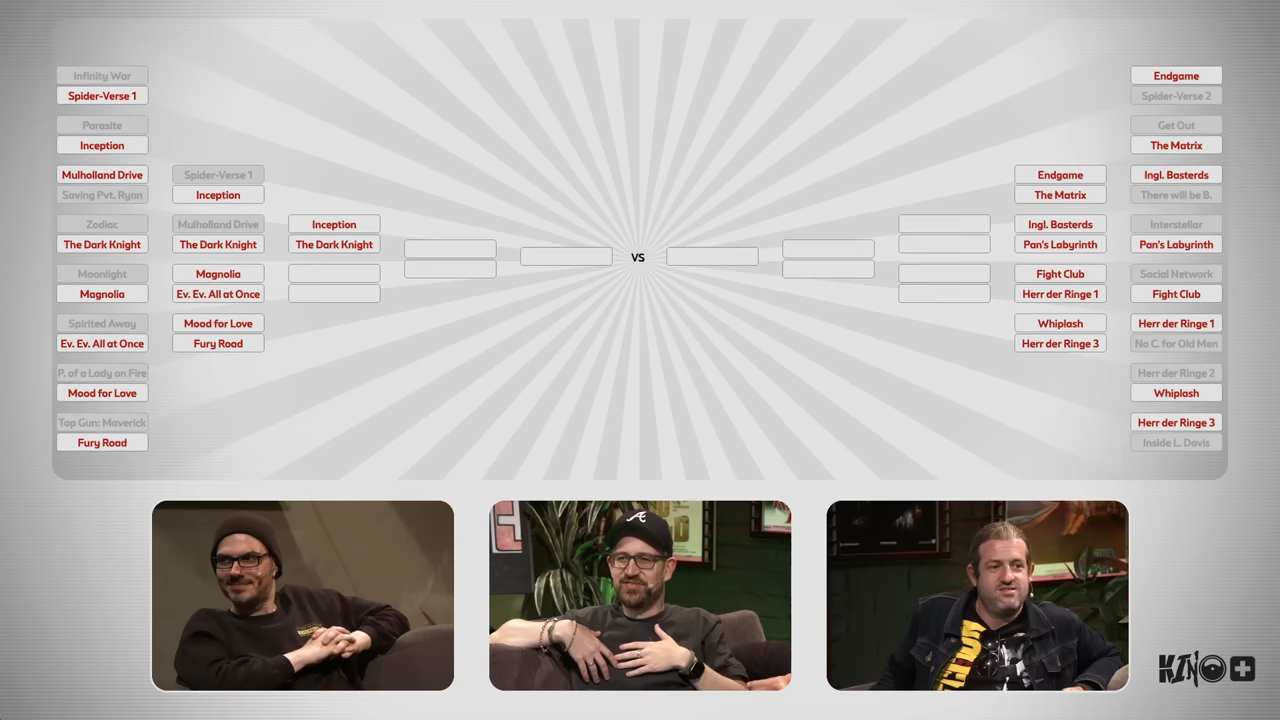 Infinity War
Spider-Verse 1
Parasite
Inception
Mulholland Drive
Saving Pvt. Ryan
Zodiac
The Dark Knight
Moonlight
Magnolia
Spirited Away
Ev. Ev. All at Once
P. of a Lady on Fire
Mood for Love
Top Gun: Maverick
Fury Road
Spider-Verse 1
Inception
Mulholland Drive
The Dark Knight
Magnolia
Ev. Ev. All at Once
Mood for Love
Fury Road
Inception
The Dark Knight
VS
Endgame
The Matrix
Ingl. Basterds
Pan's Labyrinth
Fight Club
Herr der Ringe 1
Whiplash
Herr der Ringe 3
Endgame
Spider-Verse 2
Get Out
The Matrix
Ingl. Basterds
There will be B.
Interstellar
Pan's Labyrinth
Social Network
Fight Club
Herr der Ringe 1
No C. for Old Men
Herr der Ringe 2
Whiplash
Herr der Ringe 3
Inside L. Davis
KINO+